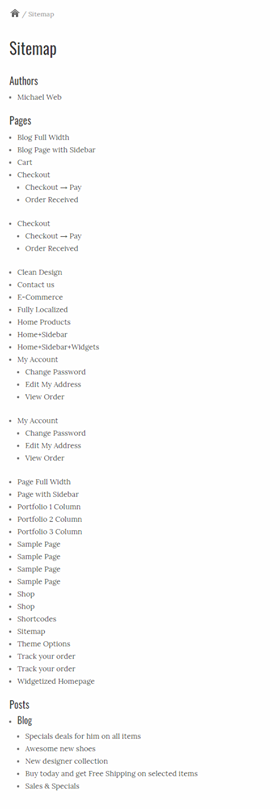 / Sitemap
Sitemap
Authors
Michael Web
Pages
Blog Full Width
Blog Page with Sidebar
Cart
Checkout
Checkout → Pay
Order Received
Checkout
Checkout → Pay
Order Received
Clean Design
Contact us
E-Commerce
Fully Localized
Home Products
Home+Sidebar
Home+Sidebar+Widgets
My Account
Change Password
Edit My Address
View Order
My Account
Change Password
Edit My Address
View Order
Page Full Width
Page with Sidebar
Portfolio 1 Column
Portfolio 2 Column
Portfolio 3 Column
Sample Page
Sample Page
Sample Page
Sample Page
Shop
Shop
Shortcodes
Sitemap
Theme Options
Track your order
Track your order
Widgetized Homepage
Posts
Blog
Specials deals for him on all items
Awesome new shoes
New designer collection
Buy today and get Free Shipping on selected items
Sales & Specials